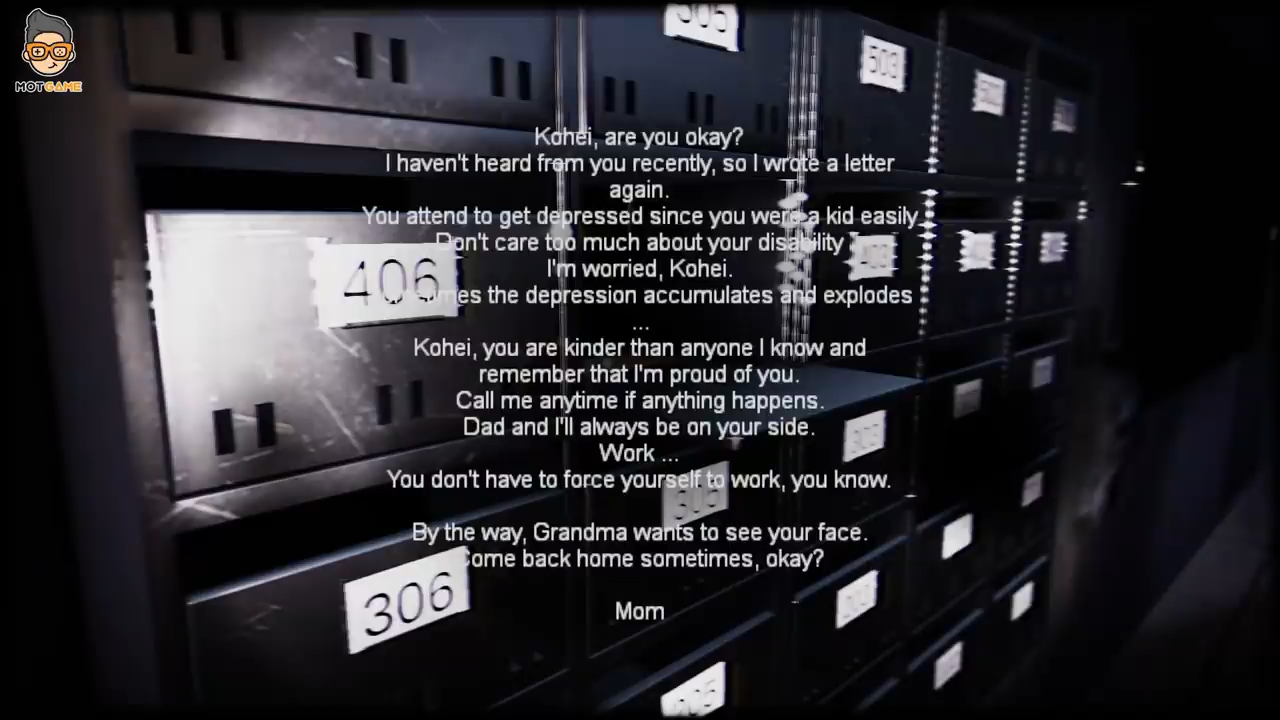 MOTGAME
505
503
406
Kohei, are you okay?
I haven't heard from you recently, so I wrote a letter
again.
You attend to get depressed since you were a kid easily
Don't care too much about your disability
I'm worried, Kohei.
the depression accumulates and explodes
...
Kohei, you are kinder than anyone I know and
remember that I'm proud of you.
Call me anytime if anything happens.
Dad and I'll always be on your side.
Work ...
You don't have to force yourself to work, you know.
By the way, Grandma wants to see your face.
Come back home sometimes, okay?
Mom
305
306